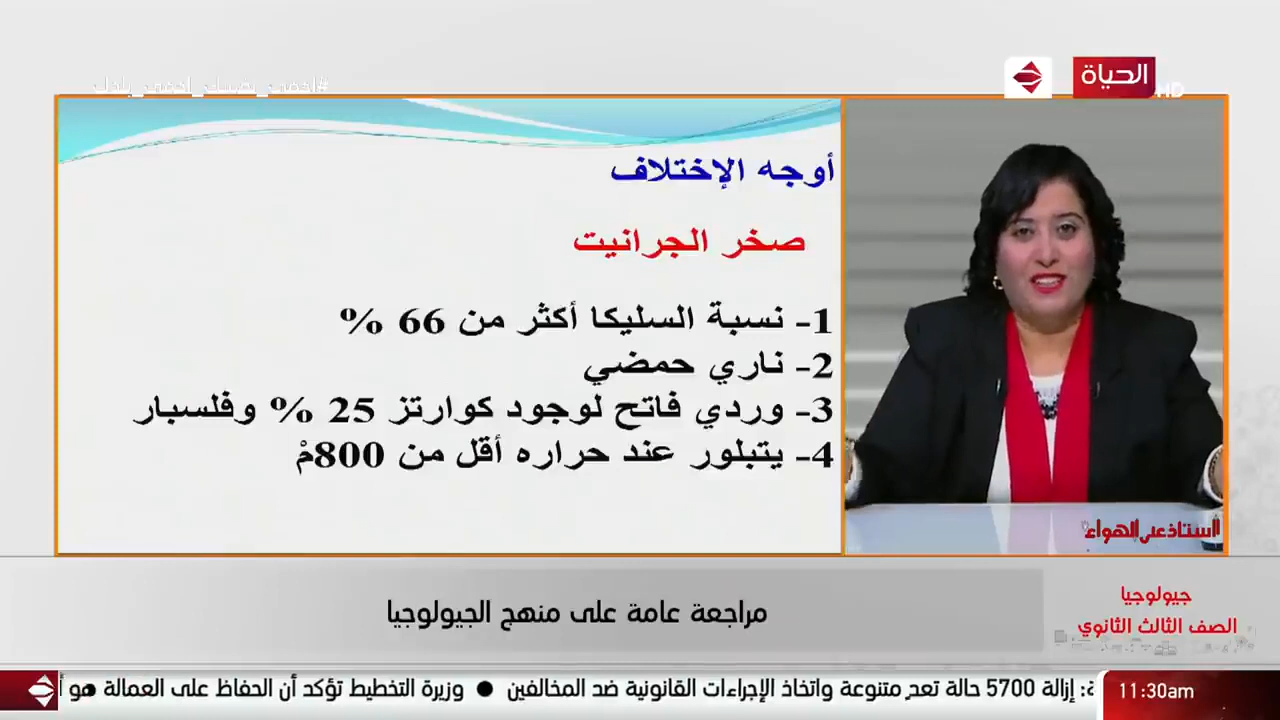 الحياة
HD
أوجه الإختلاف
صخر الجرانيت
1- نسبة السليكا أكثر من 66 %
2- ناري حمضي
3- وردي فاتح لوجود كوارتز 25 % وفلسبار
4- يتبلور عند حراره أقل من 800مْ
أستاذ على الهواء
جيولوجيا
الصف الثالث الثانوي
مراجعة عامة على منهج الجيولوجيا
ة: إزالة 5700 حالة تعد متنوعة واتخاذ الإجراءات القانونية ضد المخالفين ● وزيرة التخطيط تؤكد أن الحفاظ على العمالة هو
11:30am